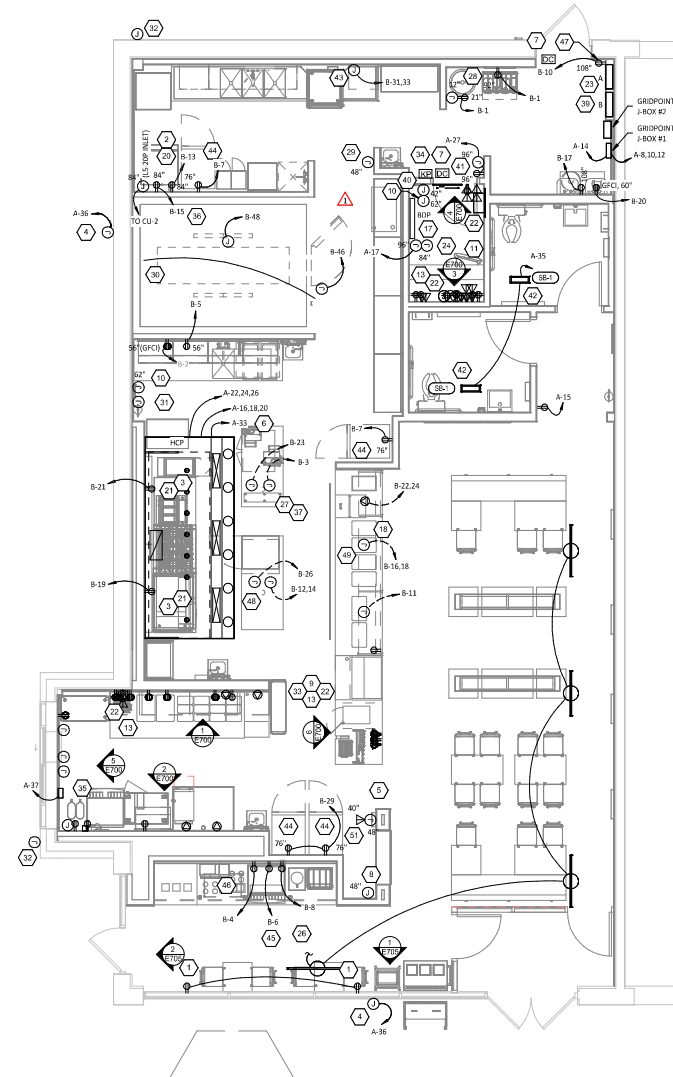 32
7
47
DC
108"
B-10
A
23
43
B-31,33
28
12"
21"
B-1
B-1
39
B
GRIDPOINT
J-BOX #2
GRIDPOINT
J-BOX #1
(L5-20P INLET)
2
20
44
B-13
B-7
84"
84"
76"
84"
B-15
TO CU-2
29
48"
A-27
34
7
96"
41
96"
KP
DC
A-14
A-8,10,12
B-17
108"
GFCI, 60"
B-20
40
10
42"
62"
4
E700
22
BDP
17
36
B-48
1
A-36
4
B-46
A-17
96"
84"
24
11
E700
3
13
22
A-35
SB-1
42
30
B-5
56"(GFCI)
56"
B-2
62"
10
31
42
SB-1
A-15
A-22,24,26
A-16,18,20
A-33
6
HCP
B-23
B-3
B-7
44
76"
B-21
3
21
27
37
B-22,24
18
49
B-16,18
B-19
3
21
B-26
B-12,14
48
B-11
9
33
22
13
22
13
1
E700
6
E700
5
E700
2
E700
A-37
35
5
B-29
40"
44
44
48"
51
76"
76"
32
8
48"
46
B-4
B-6
B-8
45
26
2
E705
1
1
1
E705
4
A-36